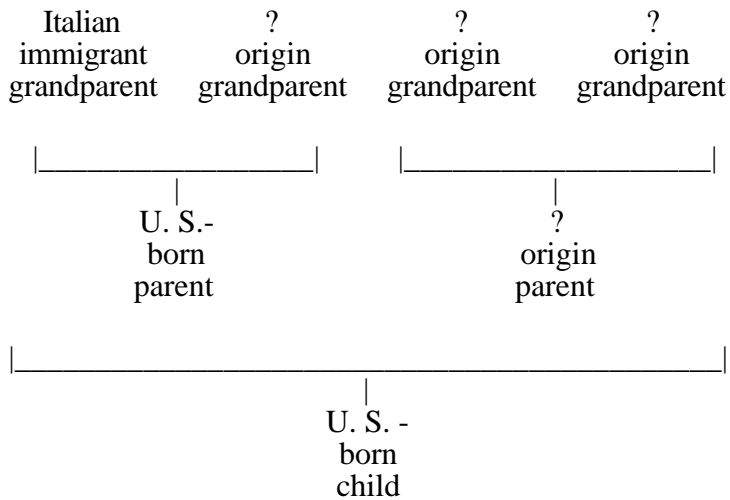 Italian ? ? ?
immigrant origin origin origin
grandparent grandparent grandparent grandparent
U. S.- ?
born origin
parent parent
U. S. -
born
child